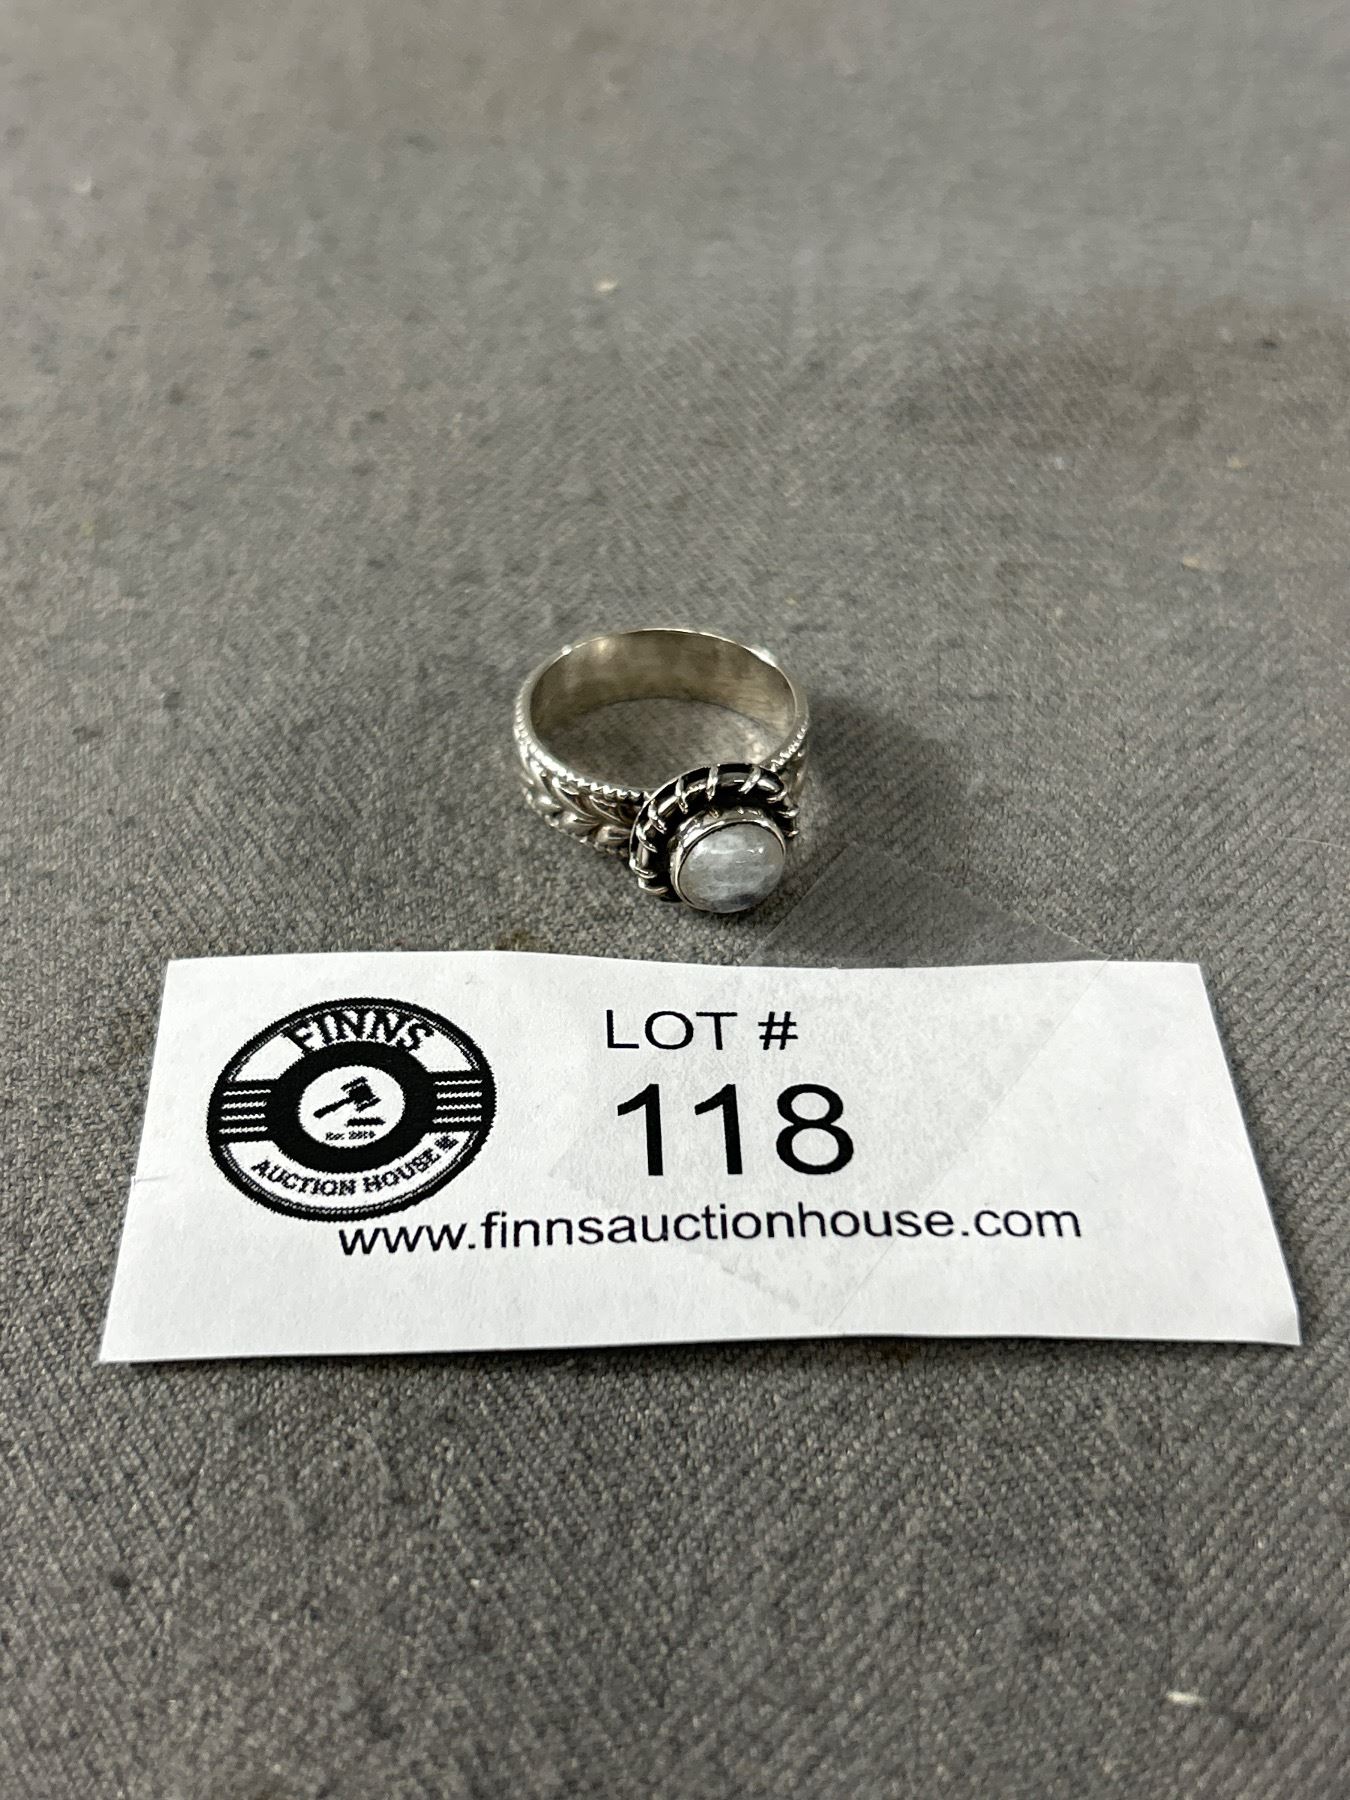 FINNS
Est. 2019
AUCTION HOUSE
LOT #
118
www.finnsauctionhouse.com